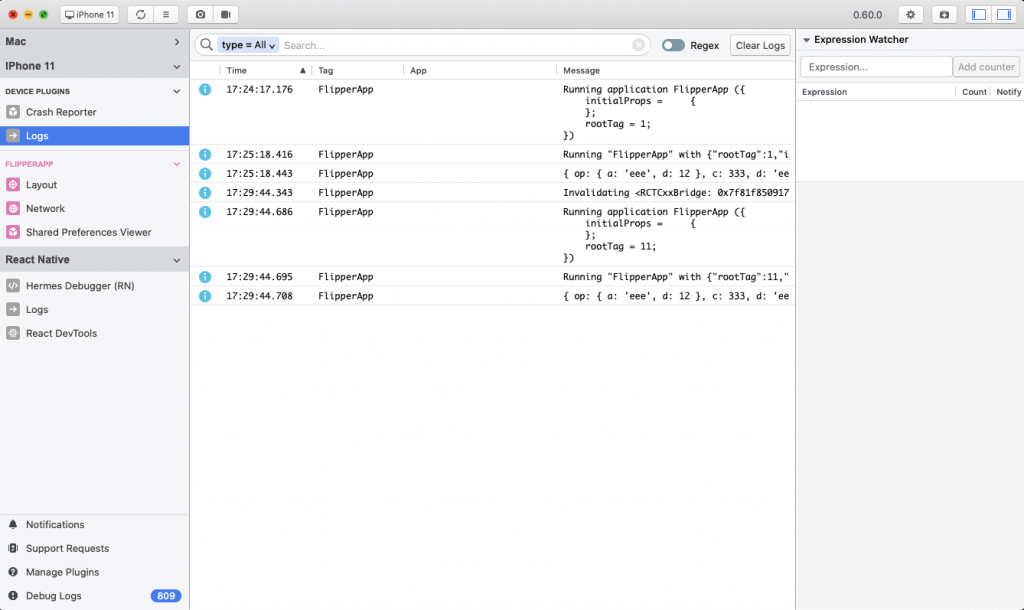 iPhone 11
0.60.0
Mac
IPhone 11
DEVICE PLUGINS
Crash Reporter
Logs
FLIPPERAPP
Layout
Network
Shared Preferences Viewer
React Native
Hermes Debugger (RN)
Logs
React DevTools
Notifications
Support Requests
Manage Plugins
Debug Logs 809
type = All Search... Regex Clear Logs
Time Tag App Message
17:24:17.176 FlipperApp Running application FlipperApp ({
initialProps = {
};
rootTag = 1;
})
17:25:18.416 FlipperApp Running "FlipperApp" with {"rootTag":1,"i
17:25:18.443 FlipperApp { op: { a: 'eee', d: 12 }, c: 333, d: 'ee
17:29:44.343 FlipperApp Invalidating <RCTCxxBridge: 0x7f81f850917
17:29:44.686 FlipperApp Running application FlipperApp ({
initialProps = {
};
rootTag = 11;
})
17:29:44.695 FlipperApp Running "FlipperApp" with {"rootTag":11,"
17:29:44.708 FlipperApp { op: { a: 'eee', d: 12 }, c: 333, d: 'ee
Expression Watcher
Expression... Add counter
Expression Count Notify